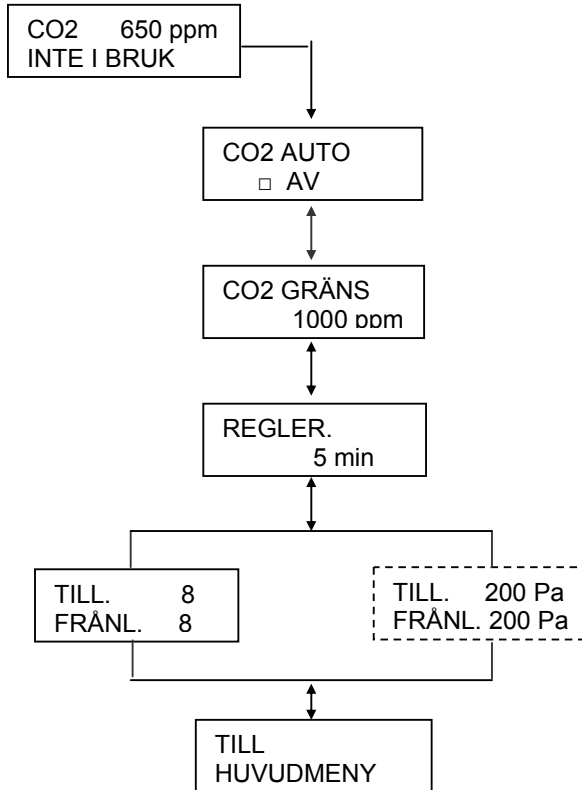 CO2 650 ppm
INTE I BRUK
CO2 AUTO
□ AV
CO2 GRÄNS
1000 ppm
REGLER.
5 min
TILL. 8
FRÅNL. 8
TILL. 200 Pa
FRÅNL. 200 Pa
TILL
HUVUDMENY